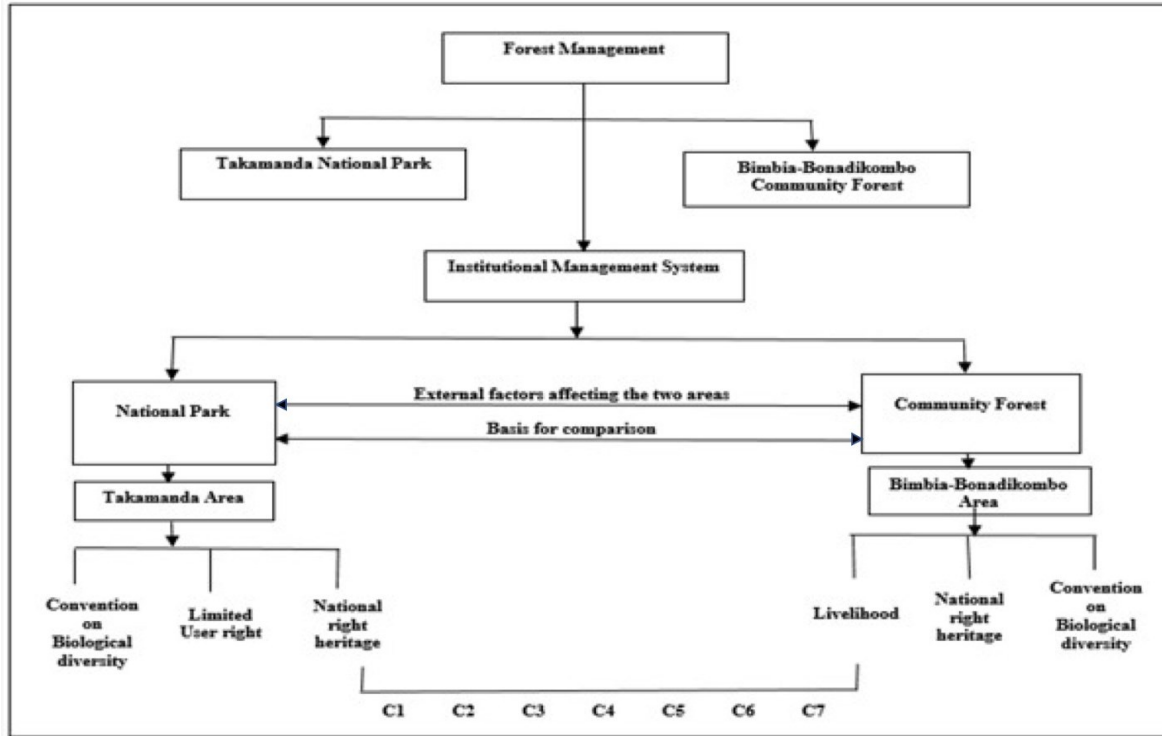 Forest Management
Takamanda National Park
Bimbia-Bonadikombo
Community Forest
Institutional Management System
National Park
External factors affecting the two areas
Basis for comparison
Community Forest
Takamanda Area
Bimbia-Bonadikombo
Area
Convention
on
Biological
diversity
Limited
User right
National
right
heritage
Livelihood
National
right
heritage
Convention
on
Biological
diversity
C1 C2 C3 C4 C5 C6 C7